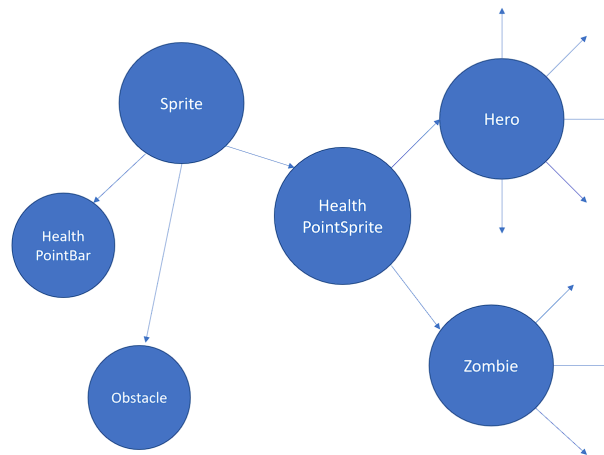 Sprite
Health
PointBar
Obstacle
Health
PointSprite
Hero
Zombie